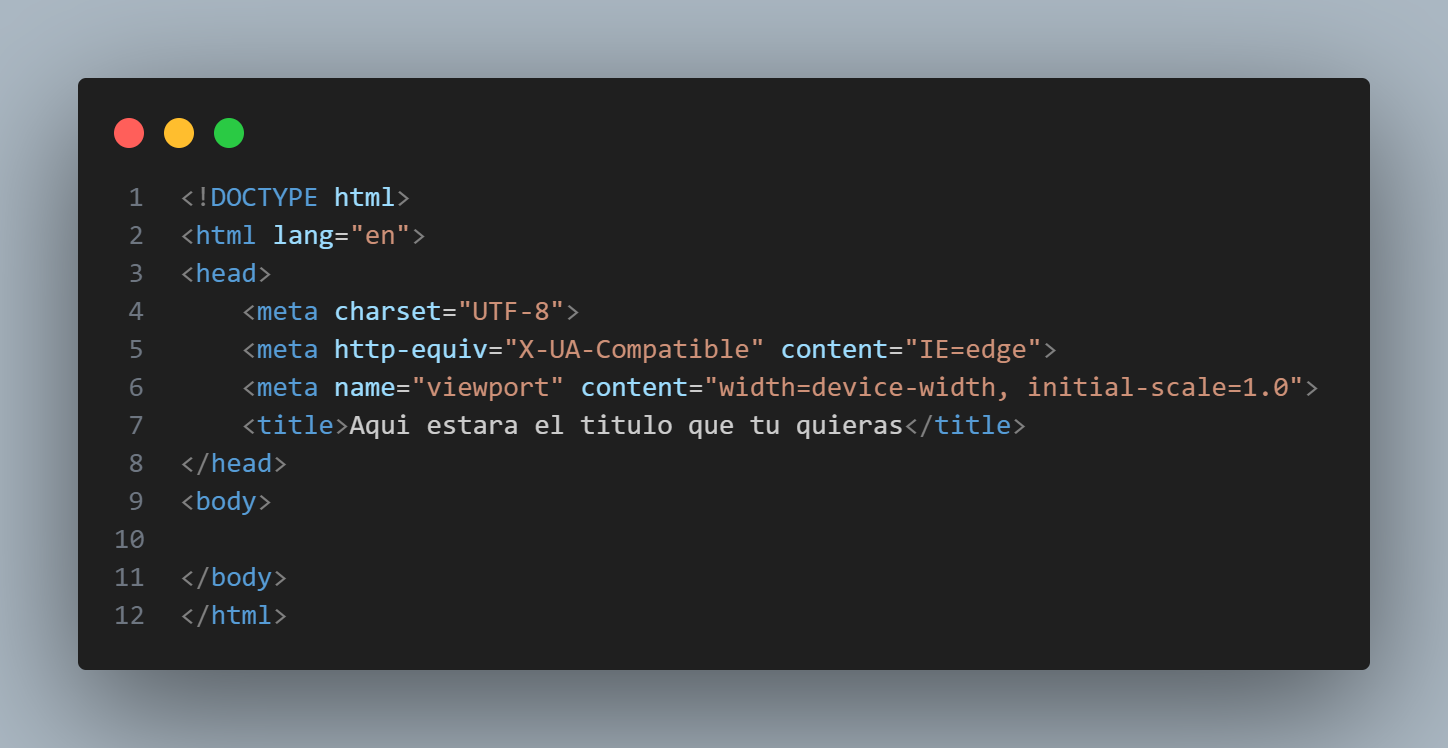 1 <!DOCTYPE html>
2 <html lang="en">
3 <head>
4     <meta charset="UTF-8">
5     <meta http-equiv="X-UA-Compatible" content="IE=edge">
6     <meta name="viewport" content="width=device-width, initial-scale=1.0">
7     <title>Aqui estara el titulo que tu quieras</title>
8 </head>
9 <body>
10
11 </body>
12 </html>